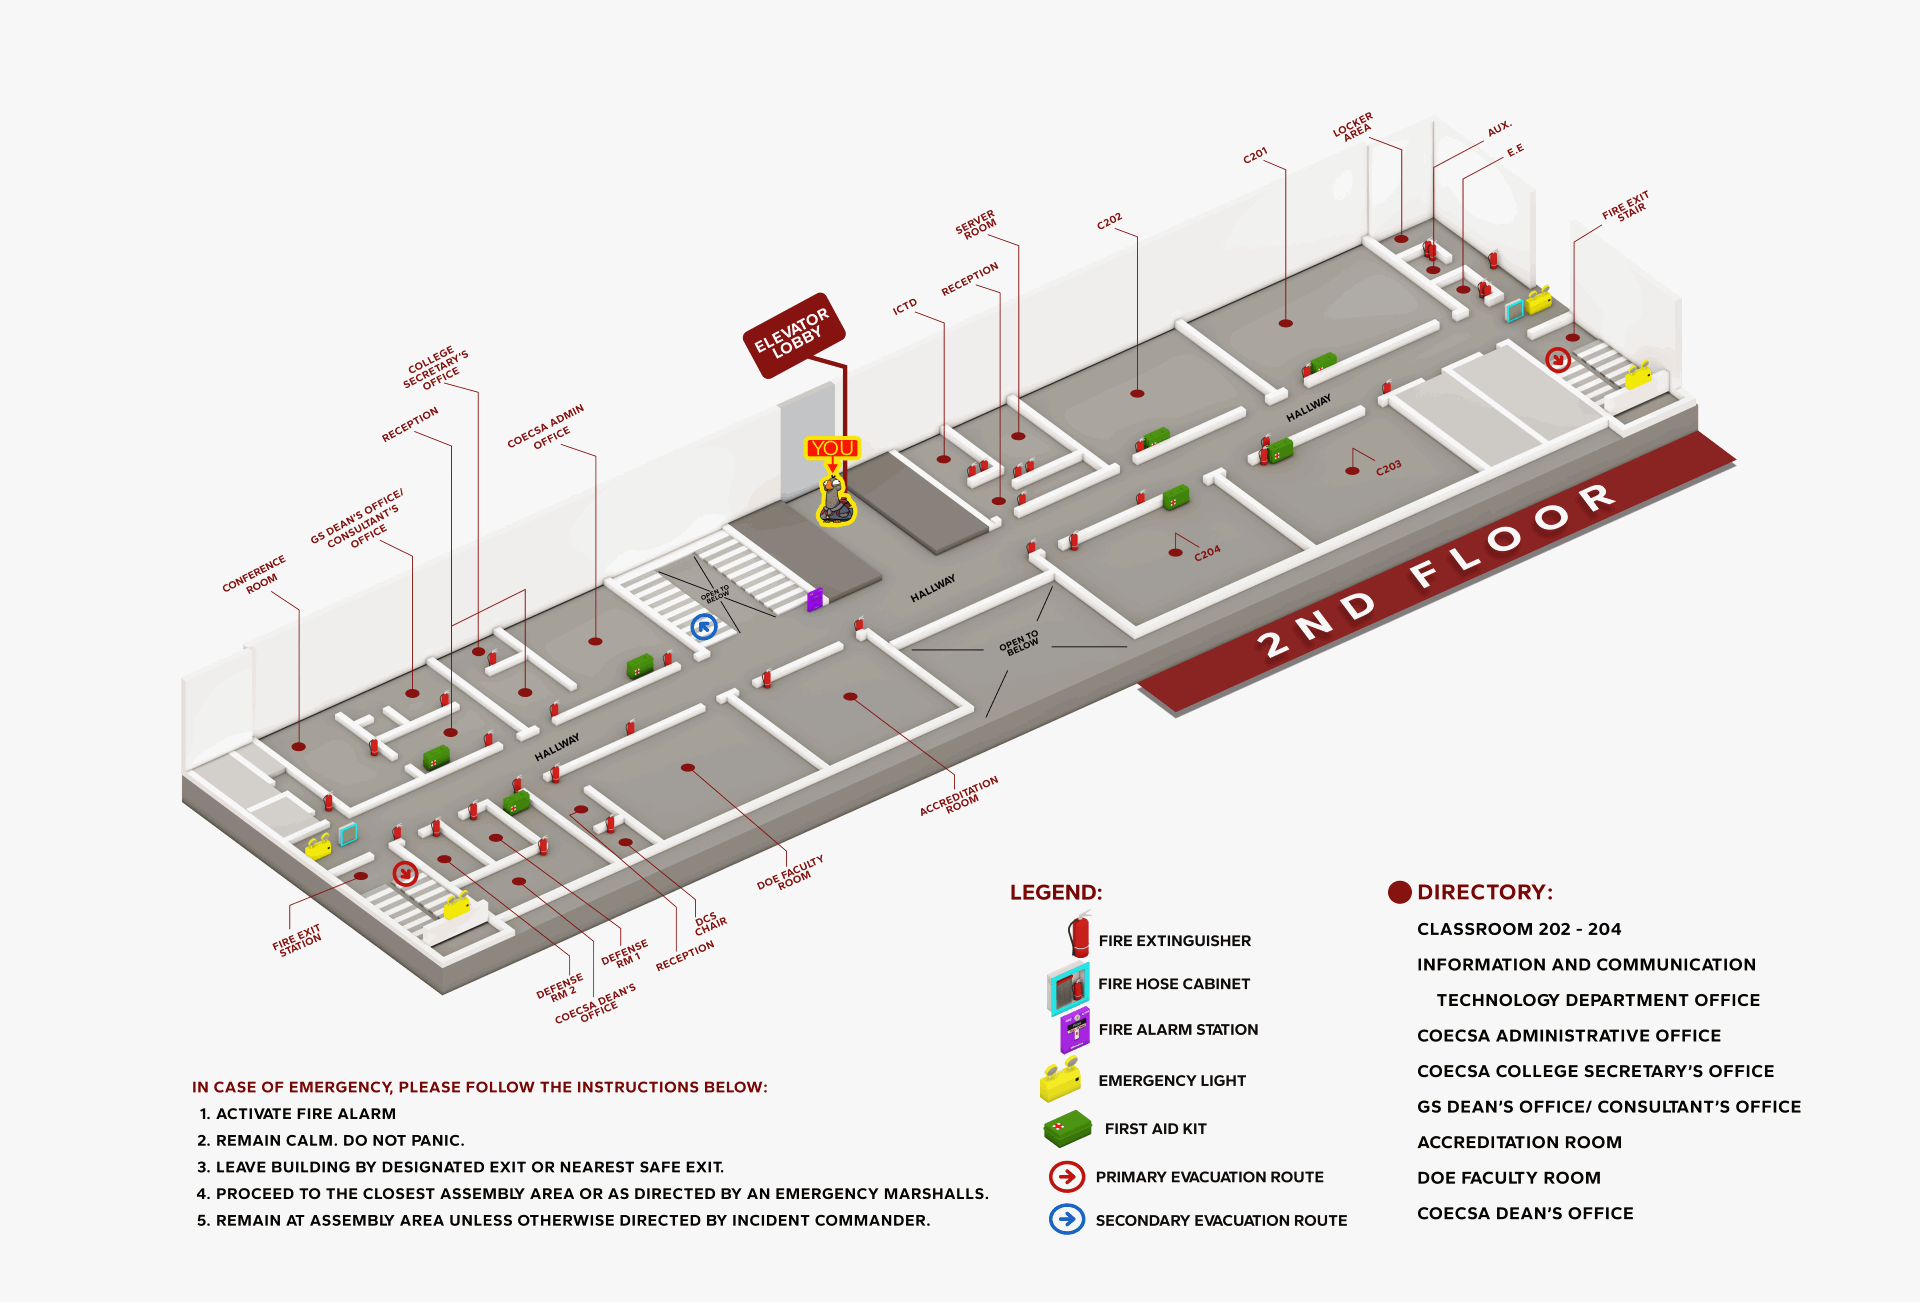 LOCKER
AREA
AUX.
E.E
C201
FIRE EXIT
STAIR
C202
SERVER
ROOM
RECEPTION
ICTD
ELEVATOR
LOBBY
YOU
COLLEGE
SECRETARY'S
OFFICE
RECEPTION
COECSA ADMIN
OFFICE
GS DEAN'S OFFICE/
CONSULTANT'S
OFFICE
CONFERENCE
ROOM
HALLWAY
C203
C204
HALLWAY
OPEN TO
BELOW
OPEN TO
BELOW
HALLWAY
2ND FLOOR
ACCREDITATION
ROOM
DOE FACULTY
ROOM
DCS
CHAIR
RECEPTION
DEFENSE
RM 1
DEFENSE
RM 2
COECSA DEAN'S
OFFICE
FIRE EXIT
STATION
LEGEND:
FIRE EXTINGUISHER
FIRE HOSE CABINET
FIRE ALARM STATION
EMERGENCY LIGHT
FIRST AID KIT
PRIMARY EVACUATION ROUTE
SECONDARY EVACUATION ROUTE
DIRECTORY:
CLASSROOM 202 - 204
INFORMATION AND COMMUNICATION
TECHNOLOGY DEPARTMENT OFFICE
COECSA ADMINISTRATIVE OFFICE
COECSA COLLEGE SECRETARY'S OFFICE
GS DEAN'S OFFICE/ CONSULTANT'S OFFICE
ACCREDITATION ROOM
DOE FACULTY ROOM
COECSA DEAN'S OFFICE
IN CASE OF EMERGENCY, PLEASE FOLLOW THE INSTRUCTIONS BELOW:
1. ACTIVATE FIRE ALARM
2. REMAIN CALM. DO NOT PANIC.
3. LEAVE BUILDING BY DESIGNATED EXIT OR NEAREST SAFE EXIT.
4. PROCEED TO THE CLOSEST ASSEMBLY AREA OR AS DIRECTED BY AN EMERGENCY MARSHALLS.
5. REMAIN AT ASSEMBLY AREA UNLESS OTHERWISE DIRECTED BY INCIDENT COMMANDER.